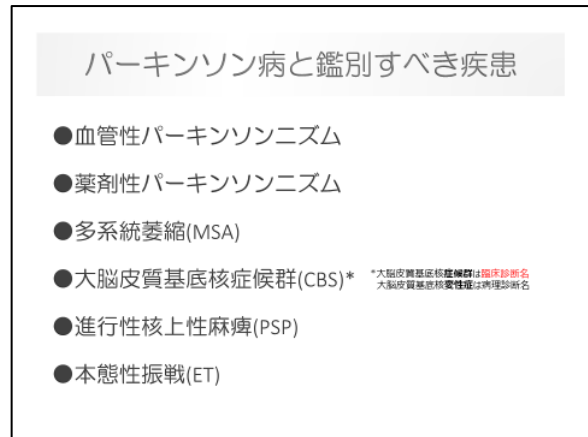 パーキンソン病と鑑別すべき疾患
●血管性パーキンソンニズム
●薬剤性パーキンソンニズム
●多系統萎縮(MSA)
●大脳皮質基底核症候群(CBS)*
*大脳皮質基底核症候群は臨床診断名
大脳皮質基底核変性症は病理診断名
●進行性核上性麻痺(PSP)
●本態性振戦(ET)